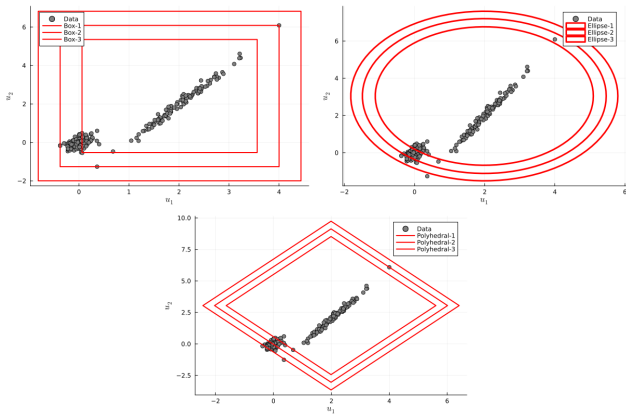 Data
Box-1
Box-2
Box-3
6
4
2
0
−2
u2
0
1
2
3
4
u1
Data
Ellipse-1
Ellipse-2
Ellipse-3
6
4
2
0
u2
−2
0
2
4
u1
Data
Polyhedral-1
Polyhedral-2
Polyhedral-3
10.0
7.5
5.0
2.5
0.0
−2.5
u2
−2
0
2
4
6
u1